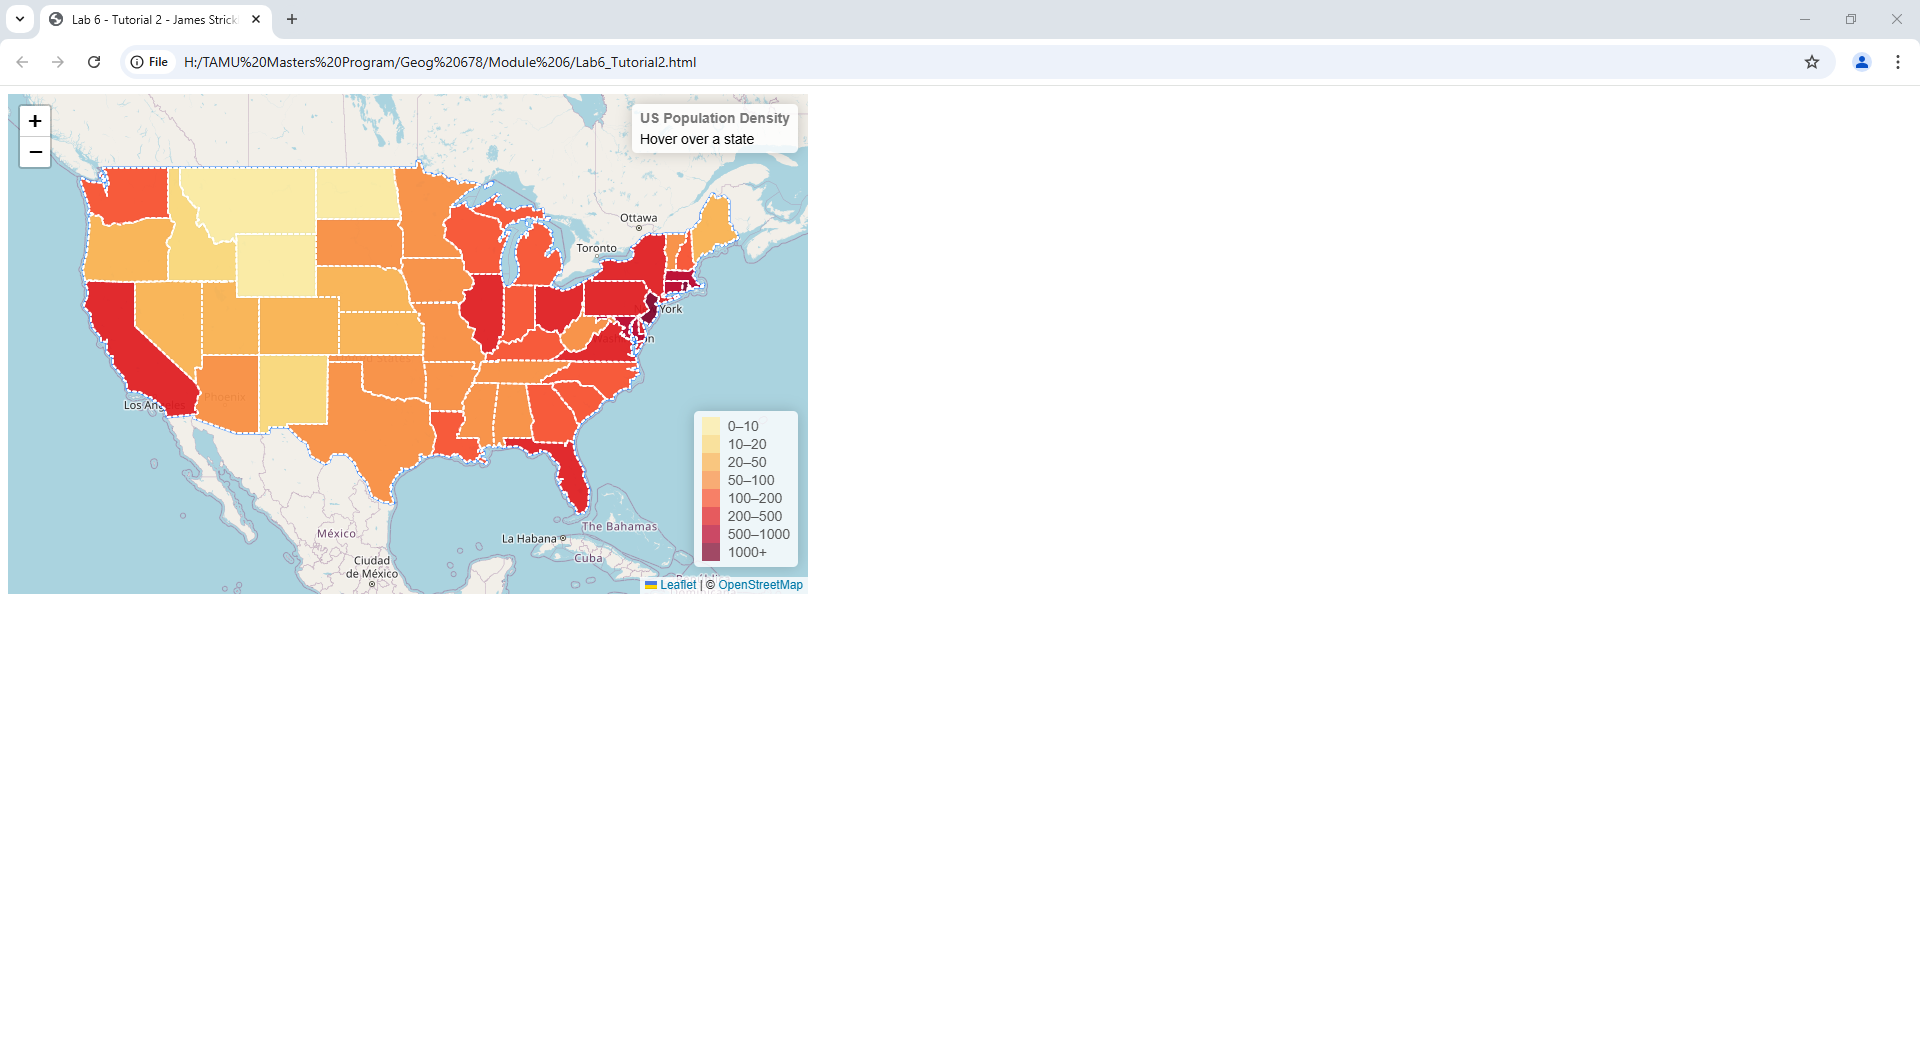 Lab 6 - Tutorial 2 - James Strick
File
H:/TAMU%20Masters%20Program/Geog%20678/Module%206/Lab6_Tutorial2.html
+
−
US Population Density
Hover over a state
Ottawa
Toronto
York
Washington
Phoenix
Los Angeles
0–10
10–20
20–50
50–100
100–200
200–500
500–1000
1000+
México
La Habana
The Bahamas
Cuba
Ciudad
de México
Leaflet | © OpenStreetMap